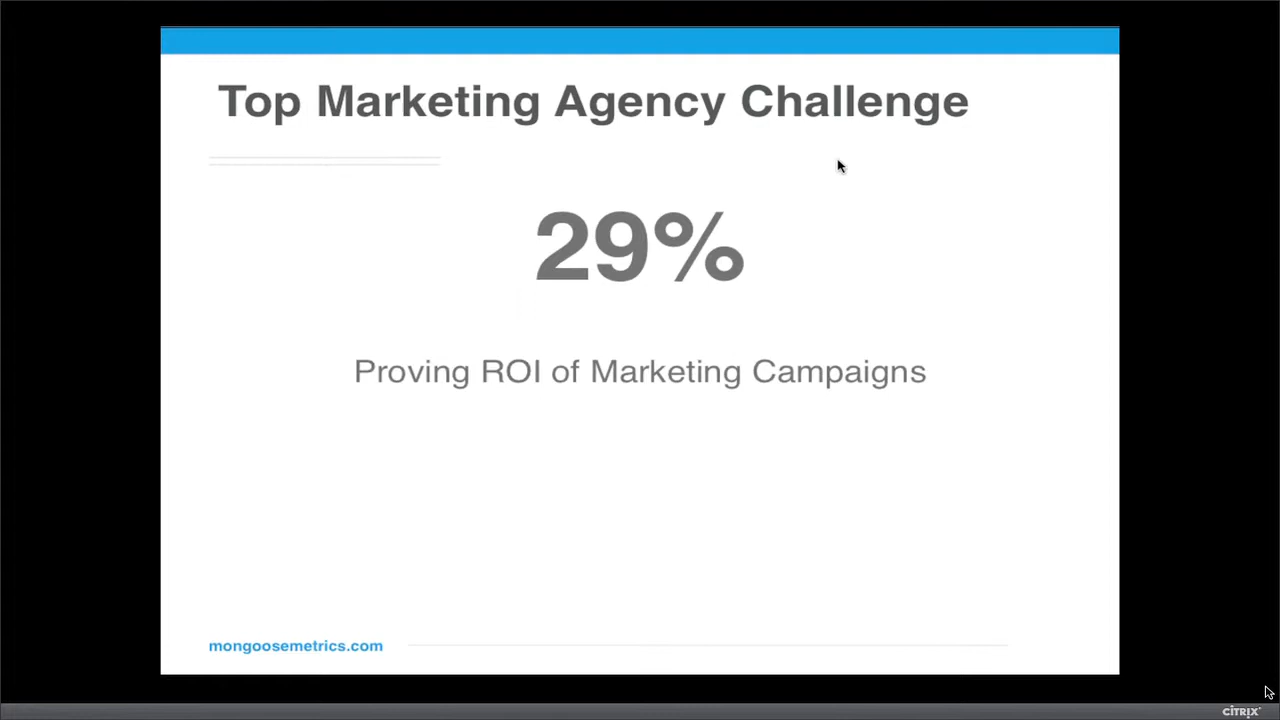 Top Marketing Agency Challenge
29%
Proving ROI of Marketing Campaigns
mongoosemetrics.com
CITRIX